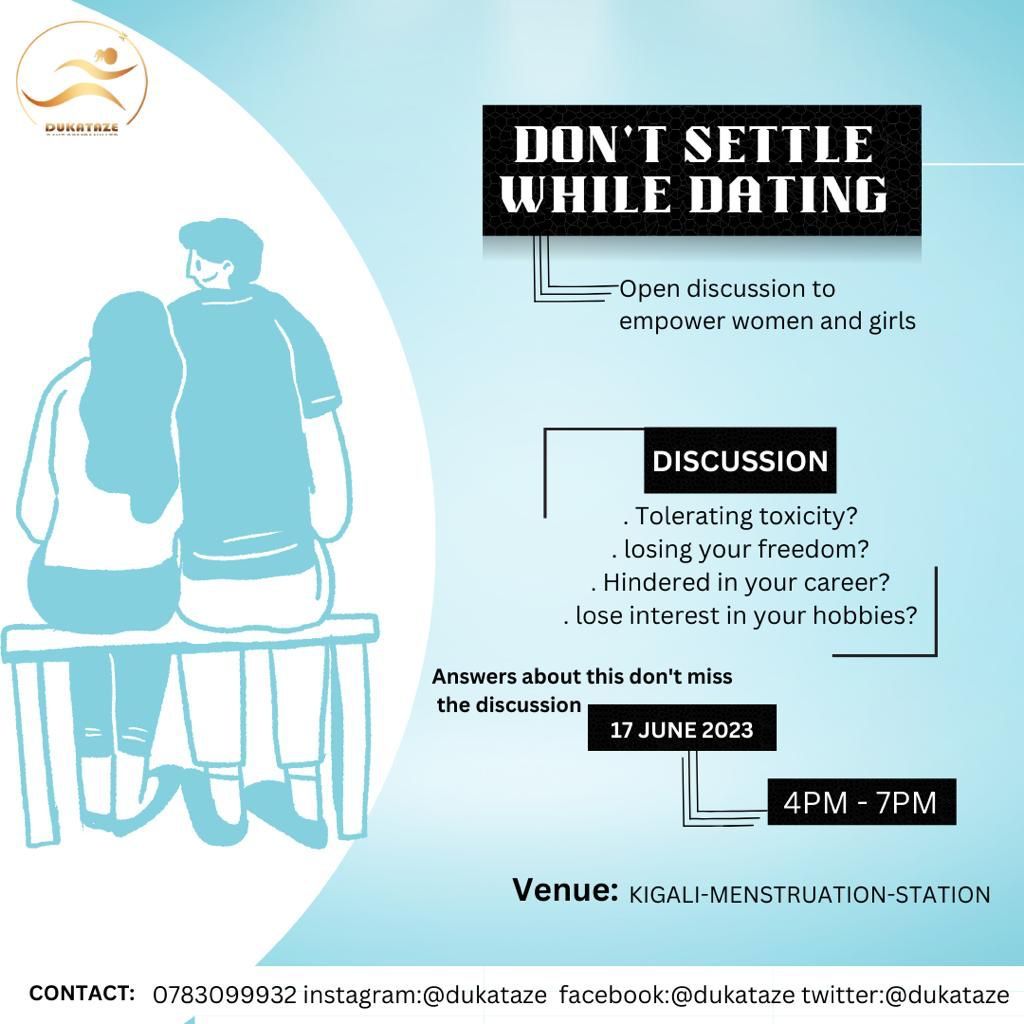 DUKATAZE
DON'T SETTLE
WHILE DATING
Open discussion to
empower women and girls
DISCUSSION
. Tolerating toxicity?
. losing your freedom?
. Hindered in your career?
. lose interest in your hobbies?
Answers about this don't miss
the discussion
17 JUNE 2023
4PM - 7PM
Venue: KIGALI-MENSTRUATION-STATION
CONTACT: 0783099932 instagram:@dukataze facebook:@dukataze twitter:@dukataze